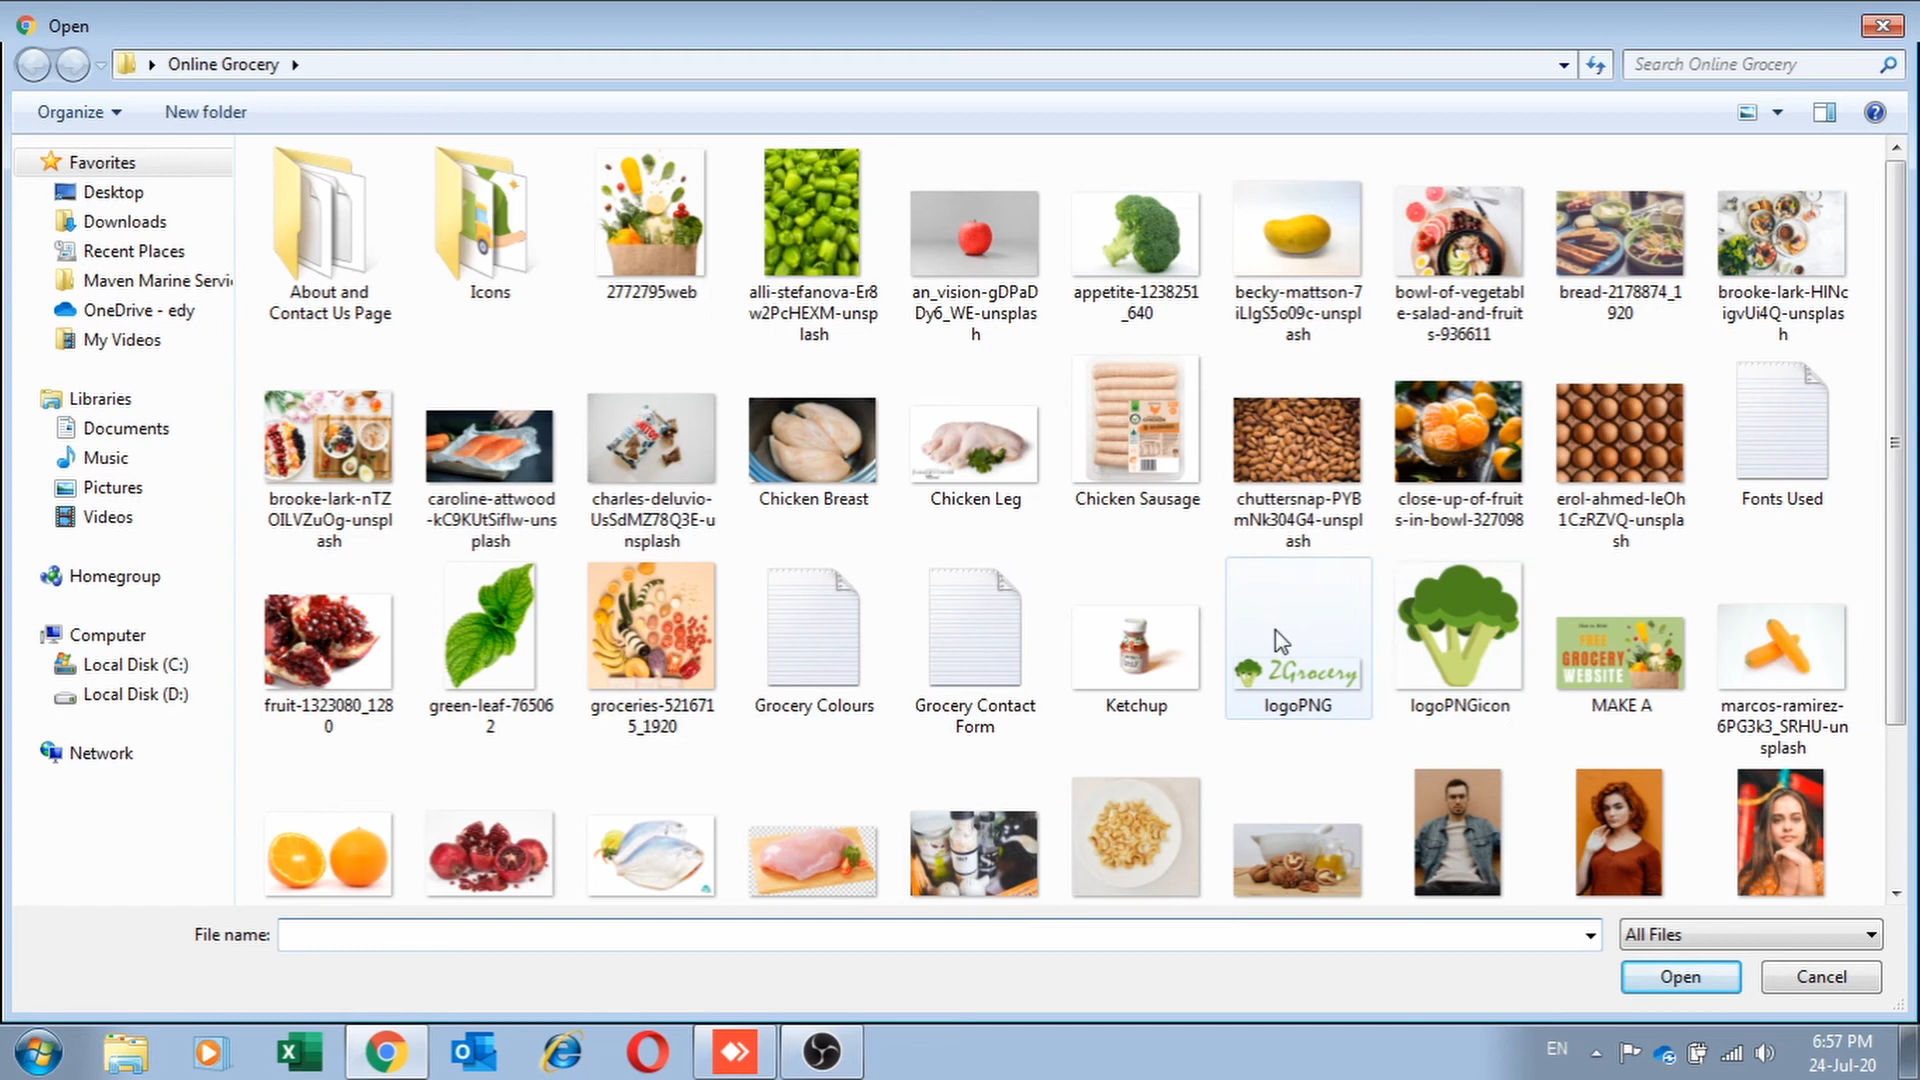 Open
Online Grocery
Search Online Grocery
Organize
New folder
Favorites
Desktop
Downloads
Recent Places
Maven Marine Servi
OneDrive - edy
My Videos
Libraries
Documents
Music
Pictures
Videos
Homegroup
Computer
Local Disk (C:)
Local Disk (D:)
Network
About and
Contact Us Page
Icons
2772795web
alli-stefanova-Er8
w2PcHEXM-unsp
lash
an_vision-gDPaD
Dy6_WE-unsplas
h
appetite-1238251
_640
becky-mattson-7
iLIgS5o09c-unspl
ash
bowl-of-vegetabl
e-salad-and-fruit
s-936611
bread-2178874_1
920
brooke-lark-HlNc
igvUi4Q-unsplas
h
brooke-lark-nTZ
OILVZuOg-unspl
ash
caroline-attwood
-kC9KUtSiflw-uns
plash
charles-deluvio-
UsSdMZ78Q3E-u
nsplash
Chicken Breast
Chicken Leg
Chicken Sausage
chuttersnap-PYB
mNk304G4-unspl
ash
close-up-of-fruit
s-in-bowl-327098
erol-ahmed-IeOh
1CzRZVQ-unspla
sh
Fonts Used
fruit-1323080_128
0
green-leaf-76506
2
groceries-521671
5_1920
Grocery Colours
Grocery Contact
Form
Ketchup
2Grocery
logoPNG
logoPNGicon
FREE
GROCERY
WEBSITE
MAKE A
marcos-ramirez-
6PG3k3_SRHU-un
splash
File name:
All Files
Open
Cancel
EN
6:57 PM
24-Jul-20